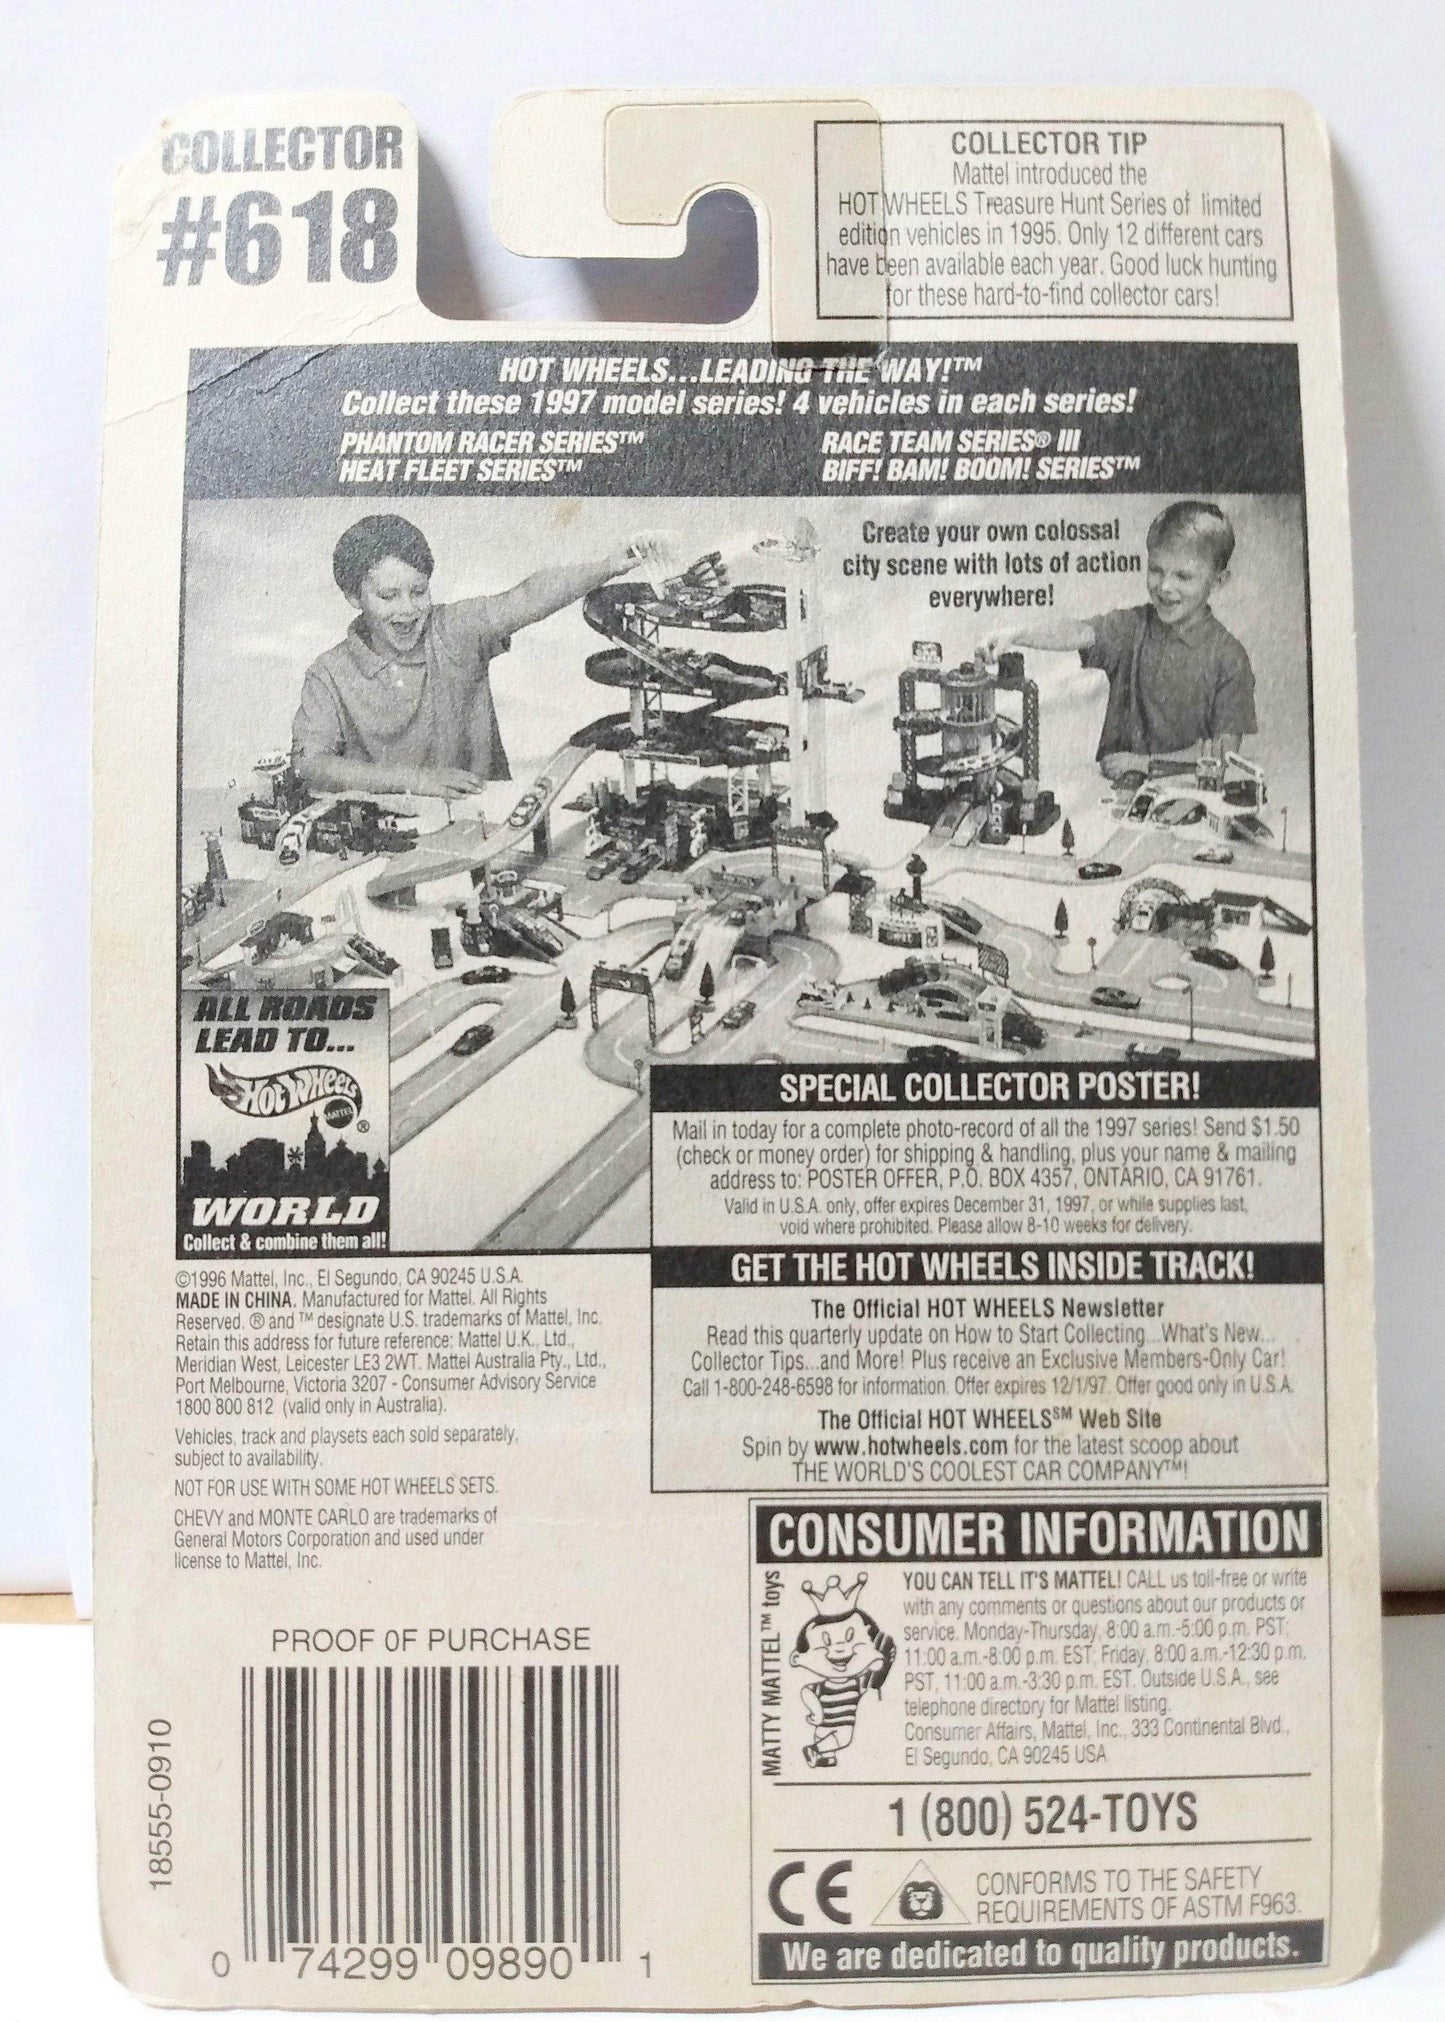 COLLECTOR
#618
COLLECTOR TIP
Mattel introduced the
HOT WHEELS Treasure Hunt Series of limited
edition vehicles in 1995. Only 12 different cars
have been available each year. Good luck hunting
for these hard-to-find collector cars!
HOT WHEELS...LEADING THE WAY!™
Collect these 1997 model series! 4 vehicles in each series!
PHANTOM RACER SERIES™
HEAT FLEET SERIES™
RACE TEAM SERIES® III
BIFF! BAM! BOOM! SERIES™
Create your own colossal
city scene with lots of action
everywhere!
ALL ROADS
LEAD TO...
HOT WHEELS
MATTEL
®
WORLD
Collect & combine them all!
SPECIAL COLLECTOR POSTER!
Mail in today for a complete photo-record of all the 1997 series! Send $1.50
(check or money order) for shipping & handling, plus your name & mailing
address to: POSTER OFFER, P.O. BOX 4357, ONTARIO, CA 91761.
Valid in U.S.A. only, offer expires December 31, 1997, or while supplies last,
void where prohibited. Please allow 8-10 weeks for delivery.
GET THE HOT WHEELS INSIDE TRACK!
The Official HOT WHEELS Newsletter
Read this quarterly update on How to Start Collecting...What's New...
Collector Tips...and More! Plus receive an Exclusive Members-Only Car!
Call 1-800-248-6598 for information. Offer expires 12/1/97. Offer good only in U.S.A.
The Official HOT WHEELS℠ Web Site
Spin by www.hotwheels.com for the latest scoop about
THE WORLD'S COOLEST CAR COMPANY™!
©1996 Mattel, Inc., El Segundo, CA 90245 U.S.A.
MADE IN CHINA. Manufactured for Mattel. All Rights
Reserved. ® and ™ designate U.S. trademarks of Mattel, Inc.
Retain this address for future reference: Mattel U.K., Ltd.,
Meridian West, Leicester LE3 2WT. Mattel Australia Pty., Ltd.,
Port Melbourne, Victoria 3207 - Consumer Advisory Service
1800 800 812 (valid only in Australia).
Vehicles, track and playsets each sold separately,
subject to availability.
NOT FOR USE WITH SOME HOT WHEELS SETS.
CHEVY and MONTE CARLO are trademarks of
General Motors Corporation and used under
license to Mattel, Inc.
PROOF OF PURCHASE
18555-0910
0 74299 09890 1
CONSUMER INFORMATION
MATTY MATTEL™ toys
YOU CAN TELL IT'S MATTEL! CALL us toll-free or write
with any comments or questions about our products or
service. Monday-Thursday, 8:00 a.m.-5:00 p.m. PST;
11:00 a.m.-8:00 p.m. EST; Friday, 8:00 a.m.-12:30 p.m.
PST, 11:00 a.m.-3:30 p.m. EST. Outside U.S.A., see
telephone directory for Mattel listing.
Consumer Affairs, Mattel, Inc., 333 Continental Blvd.,
El Segundo, CA 90245 USA
1 (800) 524-TOYS
CE
CONFORMS TO THE SAFETY
REQUIREMENTS OF ASTM F963.
We are dedicated to quality products.